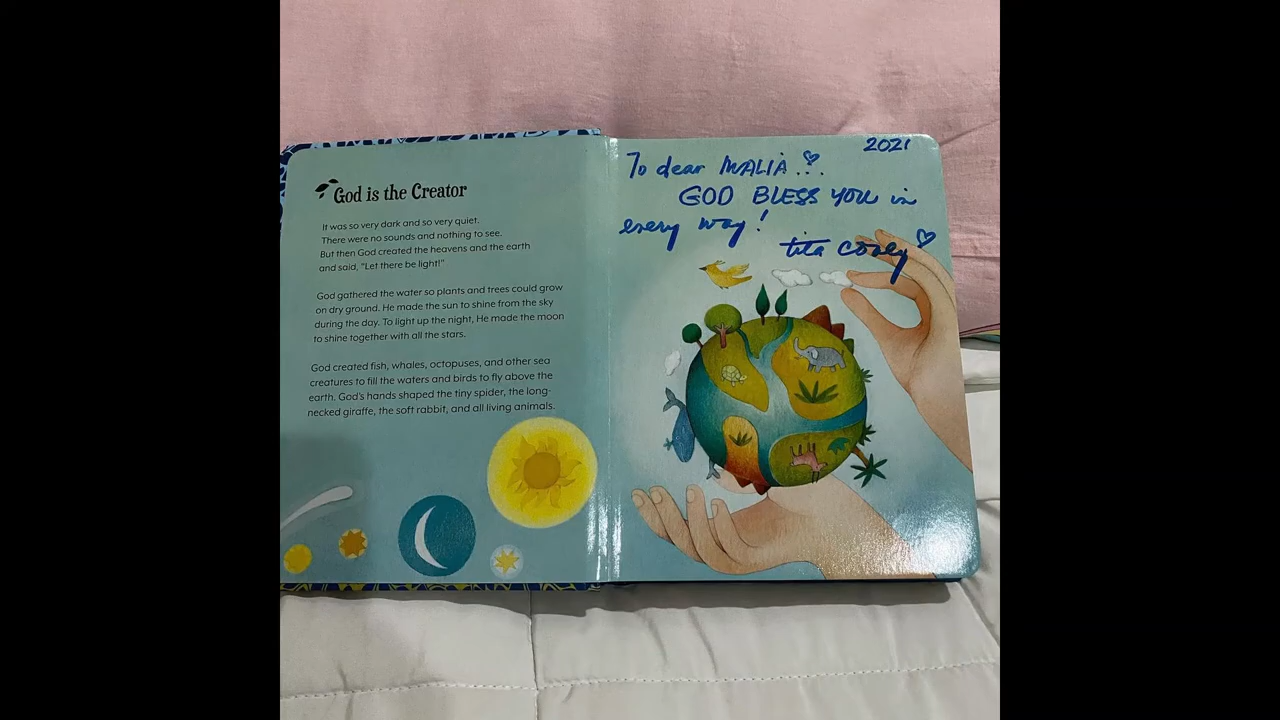 God is the Creator
It was so very dark and so very quiet.
There were no sounds and nothing to see.
But then God created the heavens and the earth
and said, "Let there be light!"
God gathered the water so plants and trees could grow
on dry ground. He made the sun to shine from the sky
during the day. To light up the night, He made the moon
to shine together with all the stars.
God created fish, whales, octopuses, and other sea
creatures to fill the waters and birds to fly above the
earth. God's hands shaped the tiny spider, the long-
necked giraffe, the soft rabbit, and all living animals.
2021
To dear MALIA...
GOD BLESS YOU in
every way!
tita corey